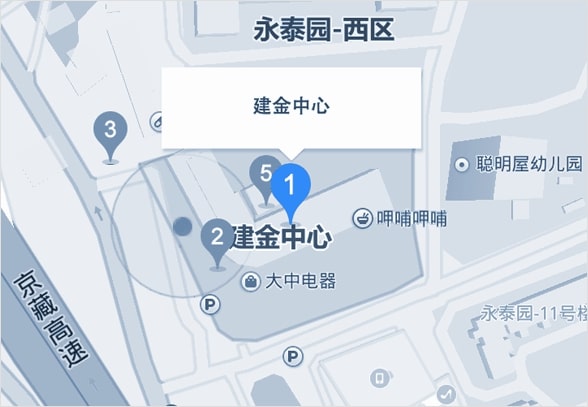 永泰园-西区
建金中心
3
5
1
聪明屋幼儿园
呷哺呷哺
2
建金中心
大中电器
P
京藏高速
永泰园-11号楼
P